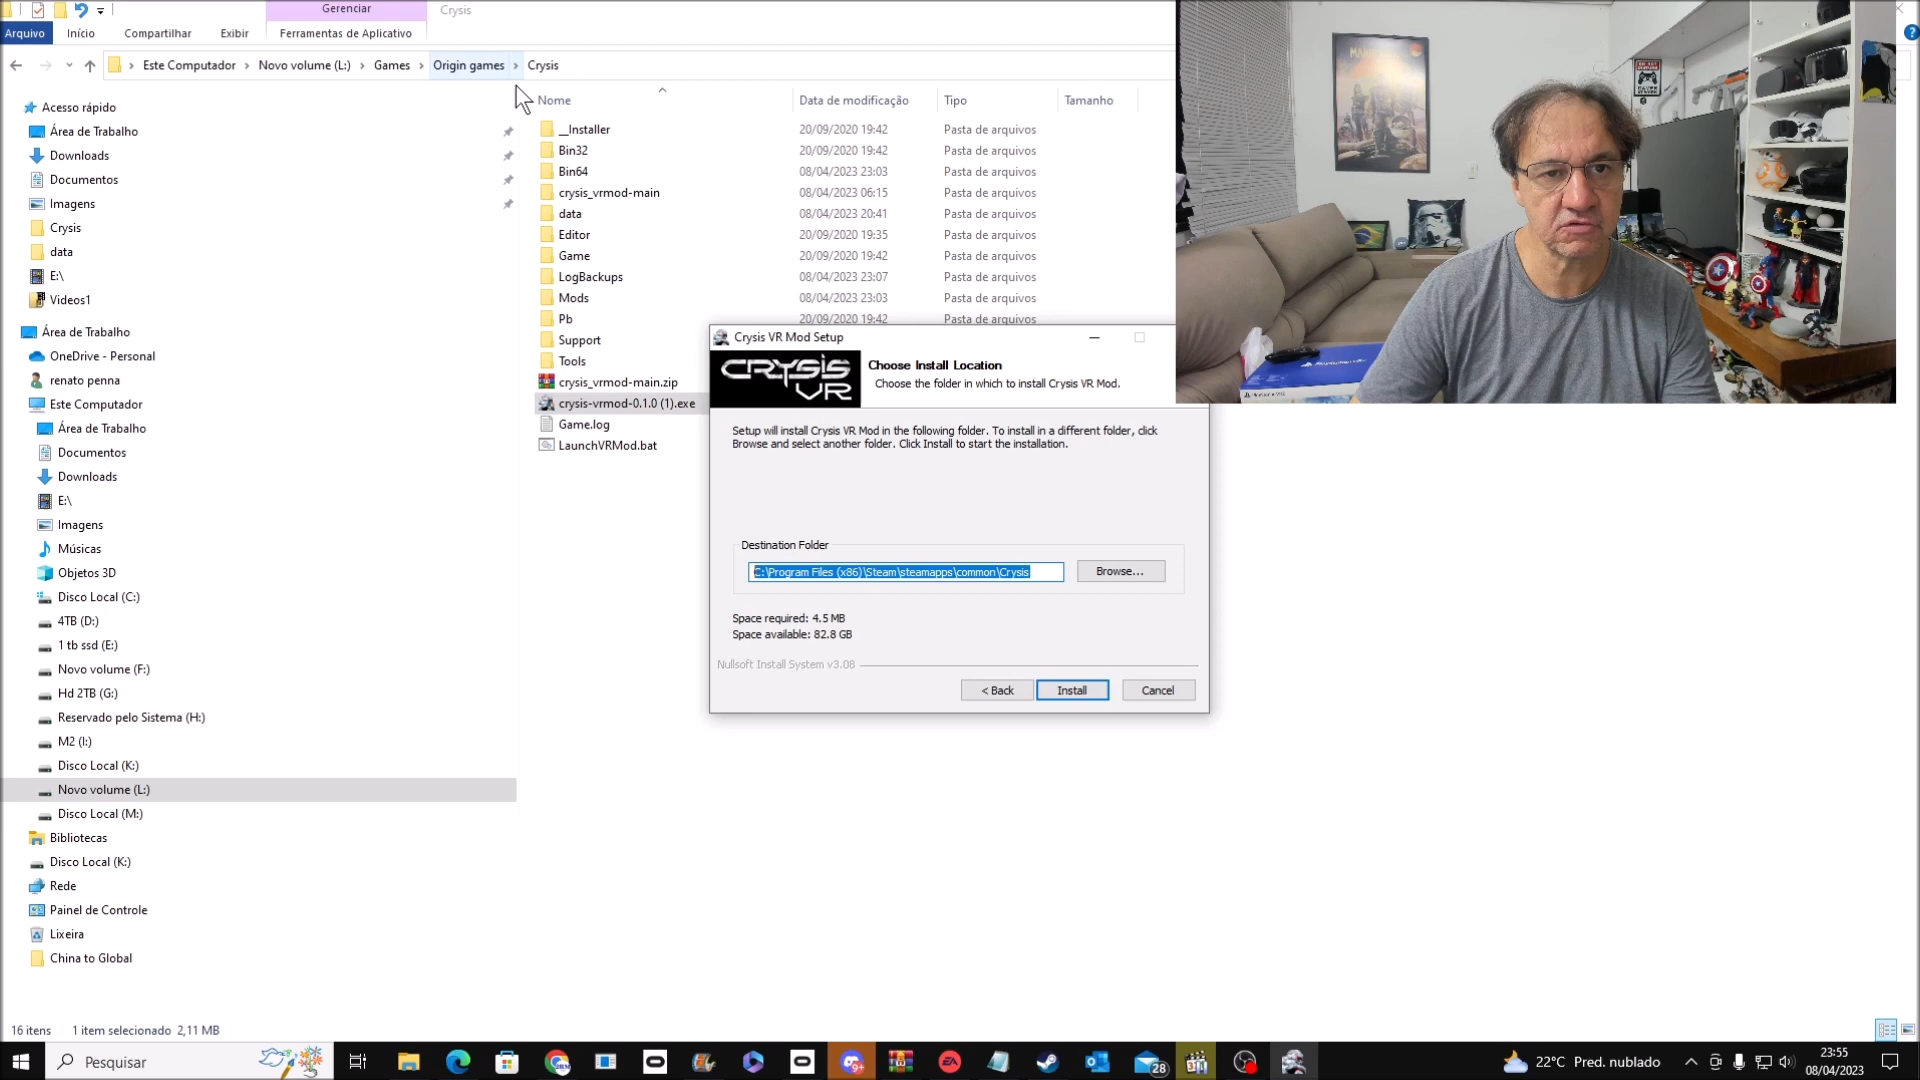 Gerenciar
Crysis
Arquivo
Início
Compartilhar
Exibir
Ferramentas de Aplicativo
Este Computador > Novo volume (L:) > Games > Origin games > Crysis
Nome
Data de modificação
Tipo
Tamanho
Acesso rápido
Área de Trabalho
Downloads
Documentos
Imagens
Crysis
data
E:\
Videos1
Área de Trabalho
OneDrive - Personal
renato penna
Este Computador
Área de Trabalho
Documentos
Downloads
E:\
Imagens
Músicas
Objetos 3D
Disco Local (C:)
4TB (D:)
1 tb ssd (E:)
Novo volume (F:)
Hd 2TB (G:)
Reservado pelo Sistema (H:)
M2 (I:)
Disco Local (K:)
Novo volume (L:)
Disco Local (M:)
Bibliotecas
Disco Local (K:)
Rede
Painel de Controle
Lixeira
China to Global
__Installer 20/09/2020 19:42 Pasta de arquivos
Bin32 20/09/2020 19:42 Pasta de arquivos
Bin64 08/04/2023 23:03 Pasta de arquivos
crysis_vrmod-main 08/04/2023 06:15 Pasta de arquivos
data 08/04/2023 20:41 Pasta de arquivos
Editor 20/09/2020 19:35 Pasta de arquivos
Game 20/09/2020 19:42 Pasta de arquivos
LogBackups 08/04/2023 23:07 Pasta de arquivos
Mods 08/04/2023 23:03 Pasta de arquivos
Pb 20/09/2020 19:42 Pasta de arquivos
Support
Tools
crysis_vrmod-main.zip
crysis-vrmod-0.1.0 (1).exe
Game.log
LaunchVRMod.bat
Crysis VR Mod Setup
CRYSIS
VR
Choose Install Location
Choose the folder in which to install Crysis VR Mod.
Setup will install Crysis VR Mod in the following folder. To install in a different folder, click
Browse and select another folder. Click Install to start the installation.
Destination Folder
C:\Program Files (x86)\Steam\steamapps\common\Crysis
Browse...
Space required: 4.5 MB
Space available: 82.8 GB
Nullsoft Install System v3.08
< Back
Install
Cancel
16 itens
1 item selecionado 2,11 MB
Pesquisar
9+
EA
28
22°C Pred. nublado
23:55
08/04/2023